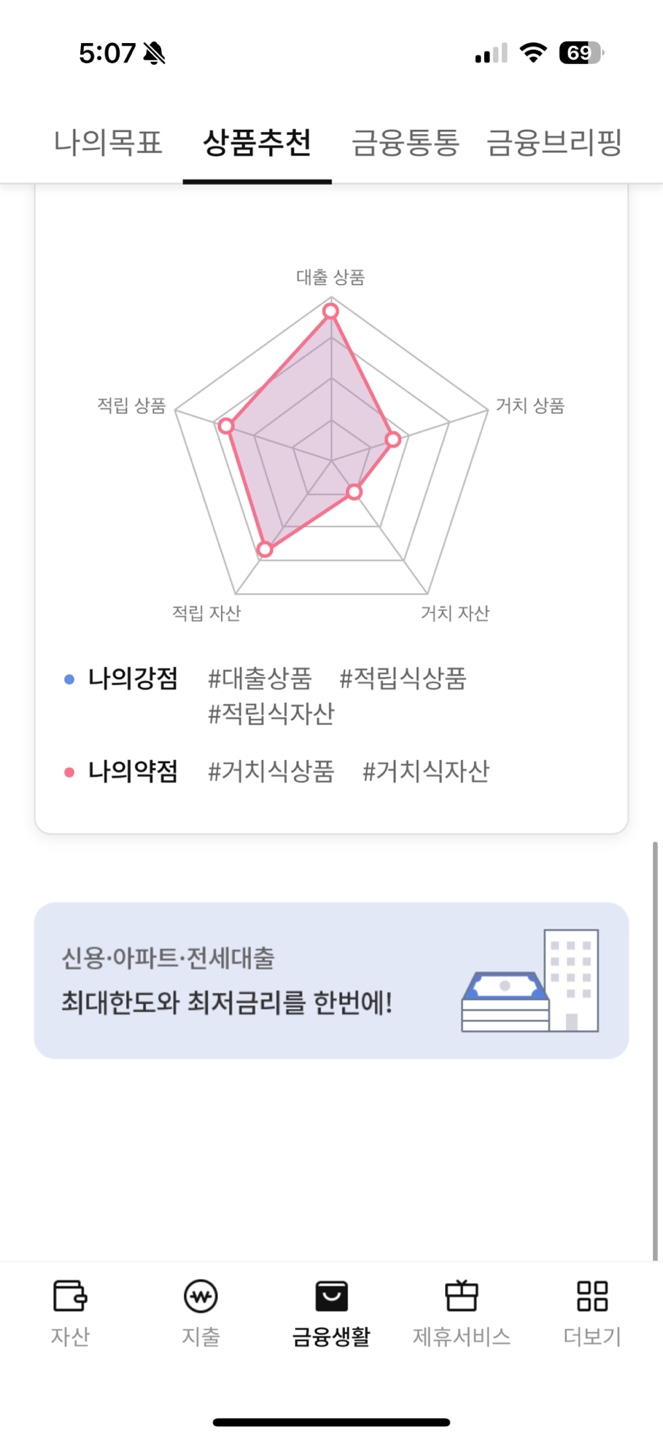 5:07
69
나의목표 상품추천 금융통통 금융브리핑
대출 상품
적립 상품
거치 상품
적립 자산
거치 자산
나의강점 #대출상품 #적립식상품
#적립식자산
나의약점 #거치식상품 #거치식자산
신용·아파트·전세대출
최대한도와 최저금리를 한번에!
자산 지출 금융생활 제휴서비스 더보기